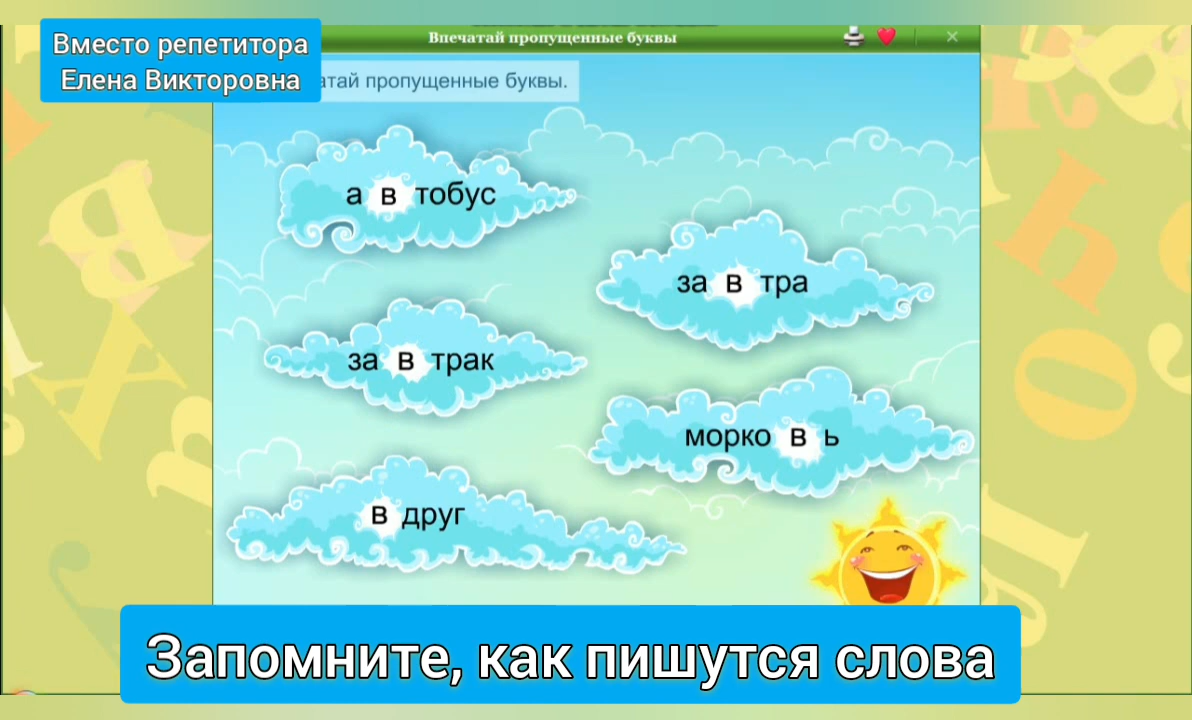 Вместо репетитора
Елена Викторовна
Впечатай пропущенные буквы
атай пропущенные буквы.
а в тобус
за в тра
за в трак
морко в ь
в друг
Запомните, как пишутся слова